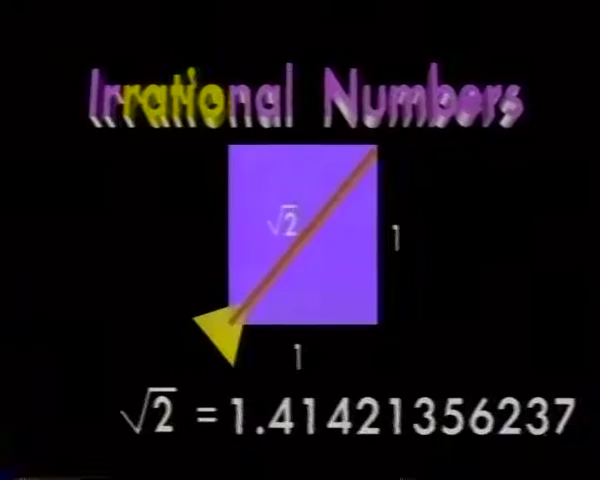 Irrational Numbers
√2
1
1
√2 = 1.41421356237